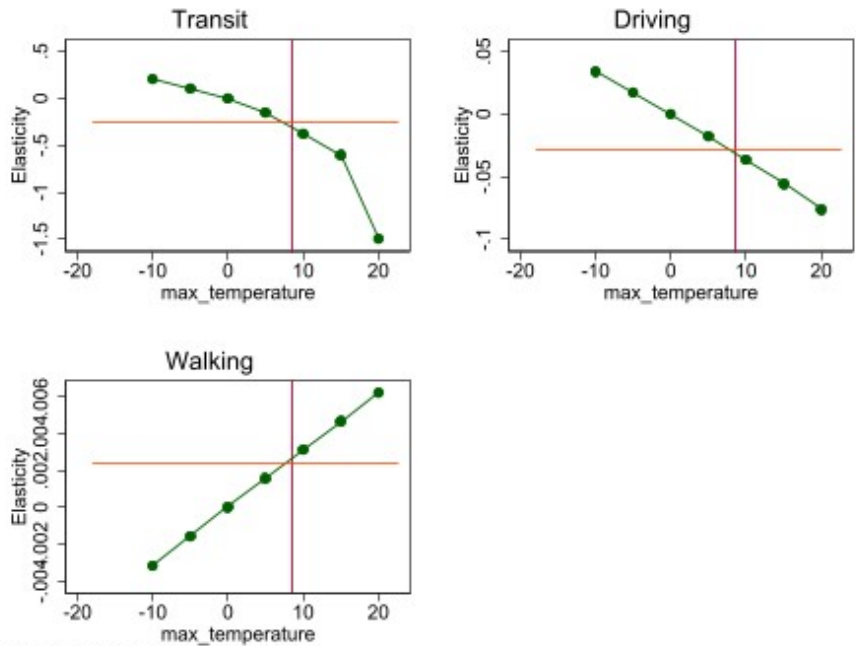 Transit
Elasticity
.5
0
-.5
-1
-1.5
-20 -10 0 10 20
max_temperature
Driving
Elasticity
.05
0
-.05
-.1
-20 -10 0 10 20
max_temperature
Walking
Elasticity
-.004.002 0 .002.004.006
-20 -10 0 10 20
max_temperature